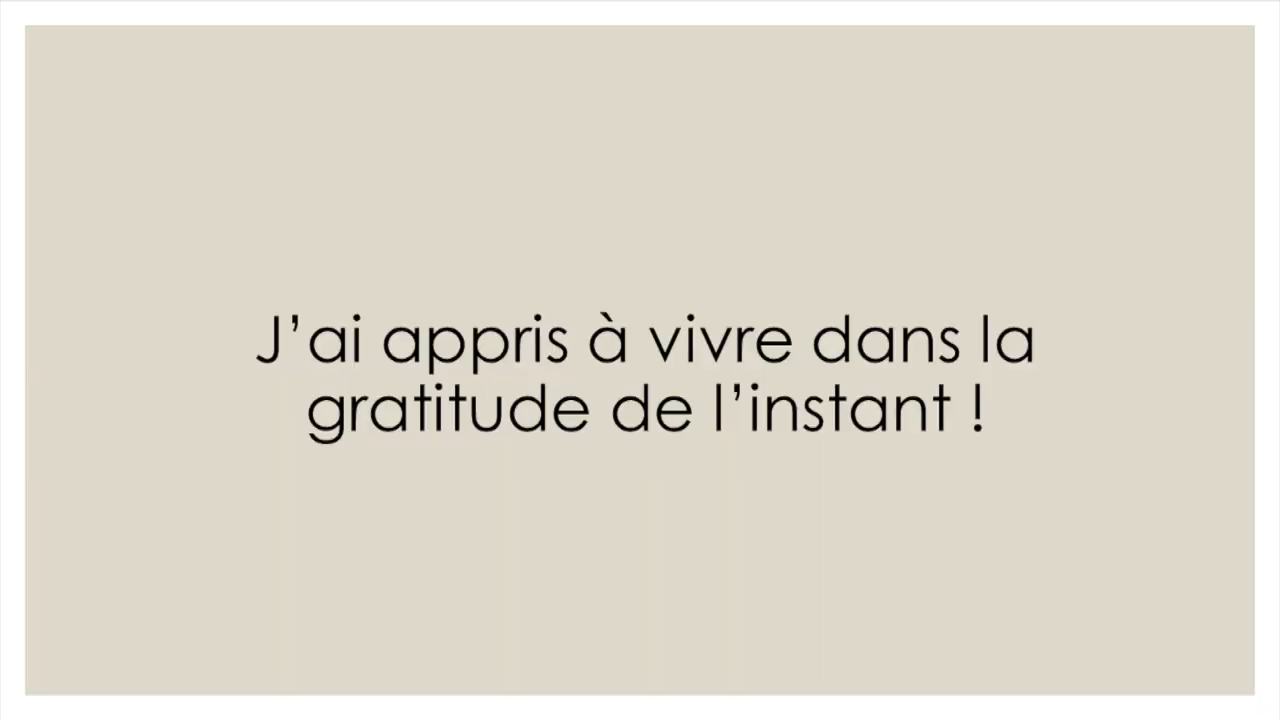 J’ai appris à vivre dans la
gratitude de l’instant !